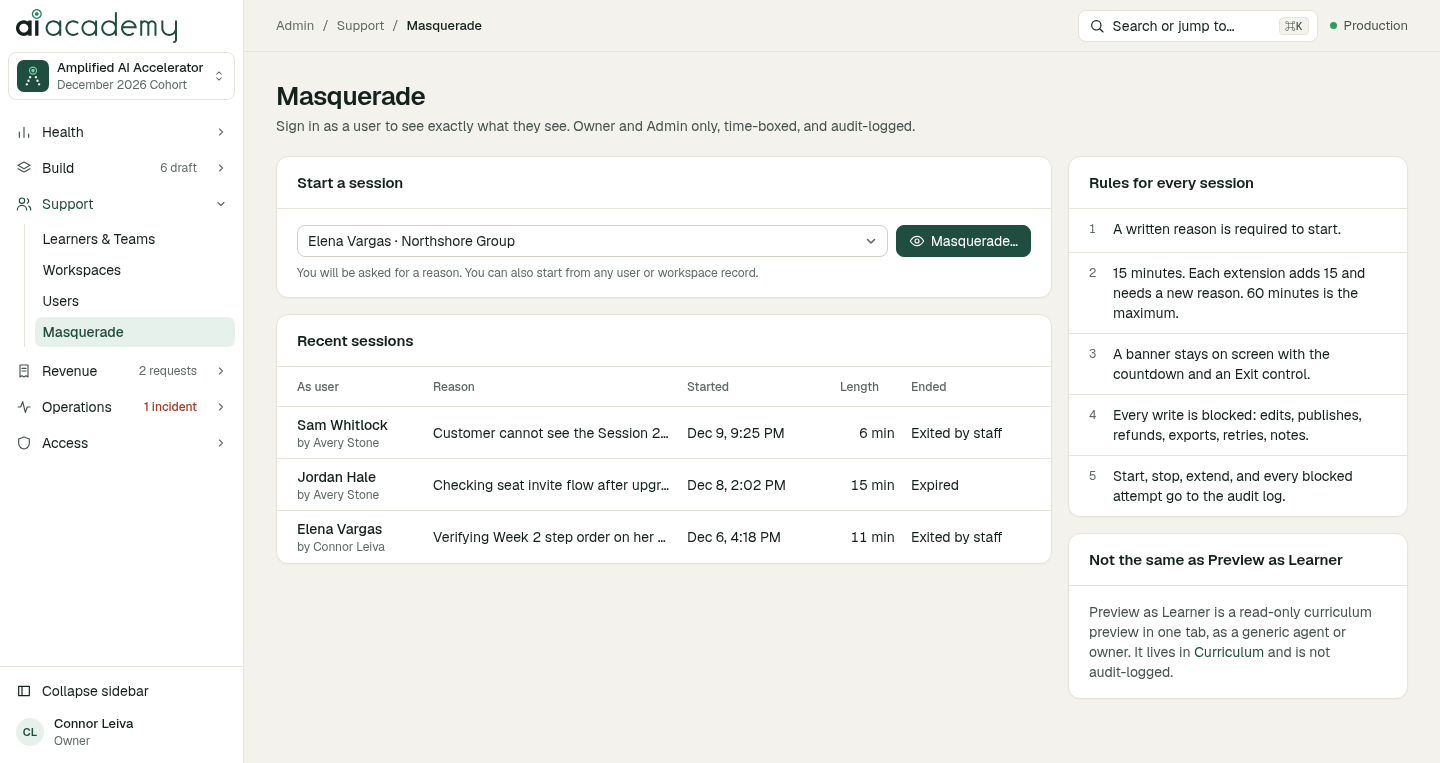 ai academy
Amplified AI Accelerator
December 2026 Cohort
Health
Build 6 draft
Support
Learners & Teams
Workspaces
Users
Masquerade
Revenue 2 requests
Operations 1 incident
Access
Collapse sidebar
CL
Connor Leiva
Owner
Admin / Support / Masquerade
Search or jump to… ⌘K
Production
Masquerade
Sign in as a user to see exactly what they see. Owner and Admin only, time-boxed, and audit-logged.
Start a session
Elena Vargas · Northshore Group
Masquerade…
You will be asked for a reason. You can also start from any user or workspace record.
Recent sessions
As user Reason Started Length Ended
Sam Whitlock
by Avery Stone
Customer cannot see the Session 2… Dec 9, 9:25 PM 6 min Exited by staff
Jordan Hale
by Avery Stone
Checking seat invite flow after upgr… Dec 8, 2:02 PM 15 min Expired
Elena Vargas
by Connor Leiva
Verifying Week 2 step order on her … Dec 6, 4:18 PM 11 min Exited by staff
Rules for every session
1 A written reason is required to start.
2 15 minutes. Each extension adds 15 and
needs a new reason. 60 minutes is the
maximum.
3 A banner stays on screen with the
countdown and an Exit control.
4 Every write is blocked: edits, publishes,
refunds, exports, retries, notes.
5 Start, stop, extend, and every blocked
attempt go to the audit log.
Not the same as Preview as Learner
Preview as Learner is a read-only curriculum
preview in one tab, as a generic agent or
owner. It lives in Curriculum and is not
audit-logged.